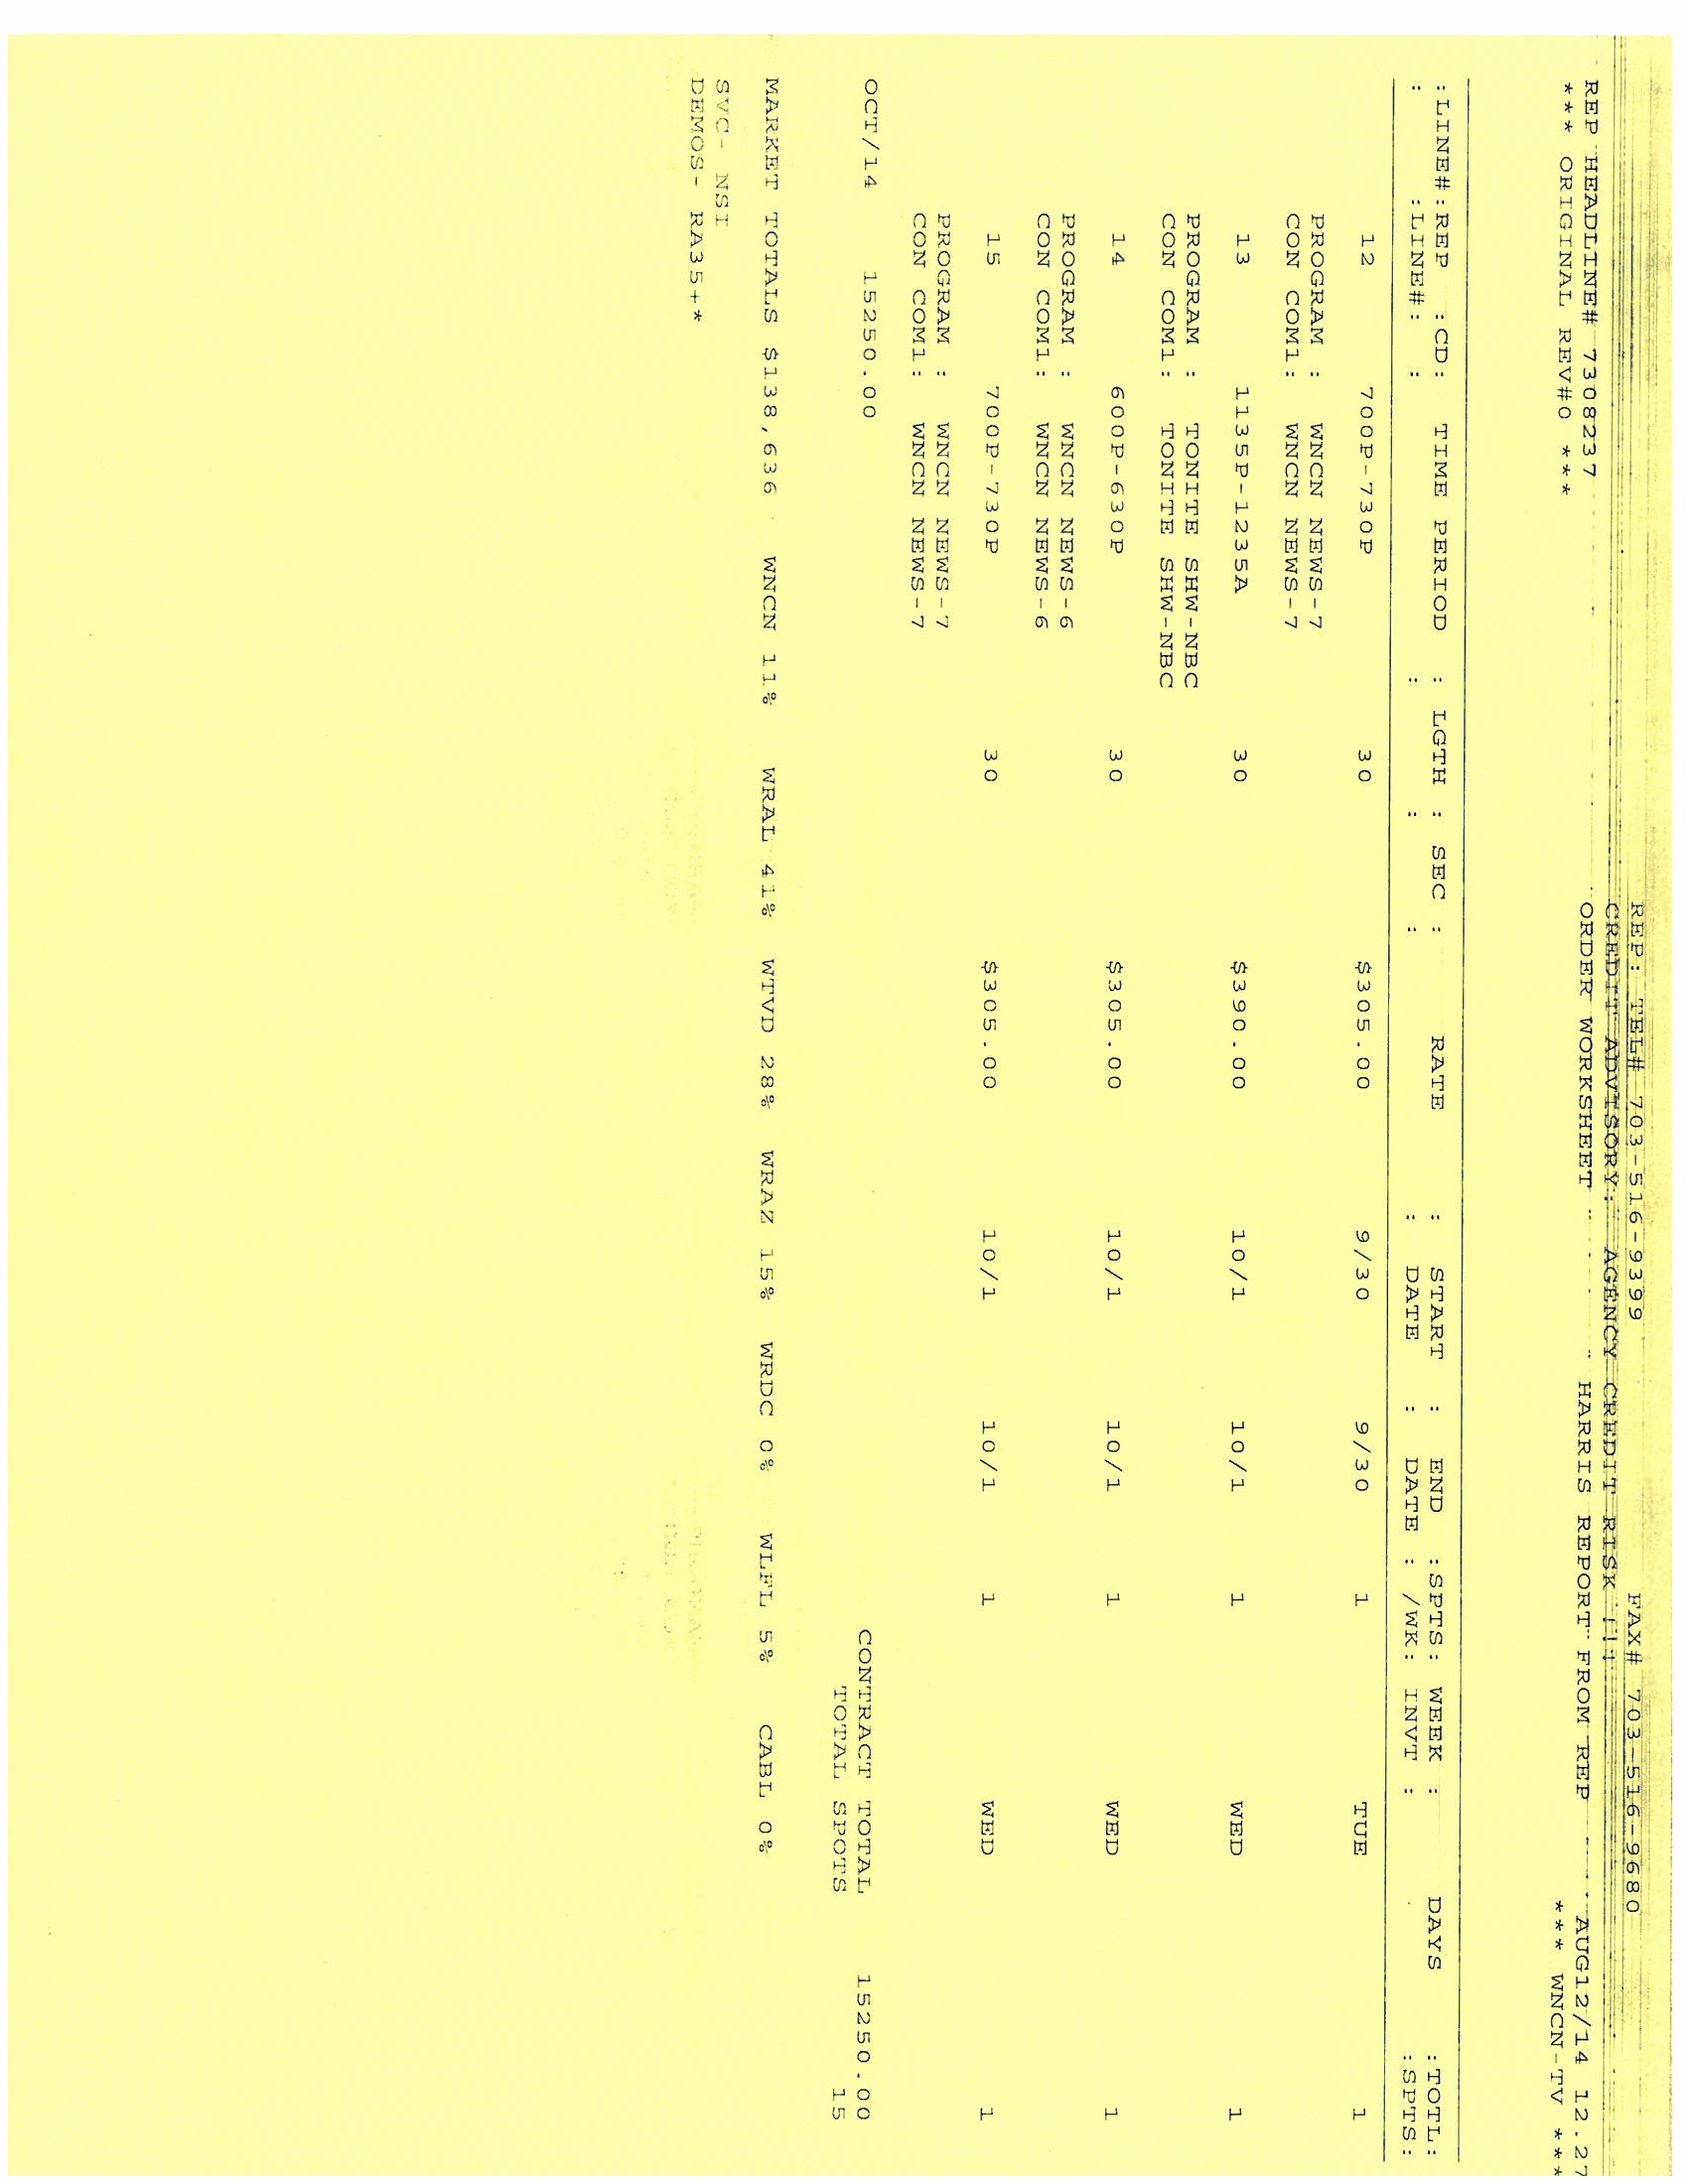 REP: TEL# 703-516-9399 FAX# 703-516-9680
CREDIT ADVISORY: AGENCY CREDIT RISK
REP HEADLINE# 7308237 ORDER WORKSHEET HARRIS REPORT FROM REP AUG12/14 12.27
*** ORIGINAL REV#0 *** *** WNCN-TV ***
:LINE#:REP :CD: TIME PERIOD : LGTH : SEC : RATE : START : END :SPTS: WEEK : DAYS :TOTL:
: :LINE#: : : : : DATE : DATE : /WK: INVT : :SPTS:
12 700P-730P 30 $305.00 9/30 9/30 1 TUE 1
PROGRAM : WNCN NEWS-7
CON COM1: WNCN NEWS-7
13 1135P-1235A 30 $390.00 10/1 10/1 1 WED 1
PROGRAM : TONITE SHW-NBC
CON COM1: TONITE SHW-NBC
14 600P-630P 30 $305.00 10/1 10/1 1 WED 1
PROGRAM : WNCN NEWS-6
CON COM1: WNCN NEWS-6
15 700P-730P 30 $305.00 10/1 10/1 1 WED 1
PROGRAM : WNCN NEWS-7
CON COM1: WNCN NEWS-7
OCT/14 15250.00 CONTRACT TOTAL 15250.00
TOTAL SPOTS 15
MARKET TOTALS $138,636 WNCN 11% WRAL 41% WTVD 28% WRAZ 15% WRDC 0% WLFL 5% CABL 0%
SVC- NSI
DEMOS- RA35+*